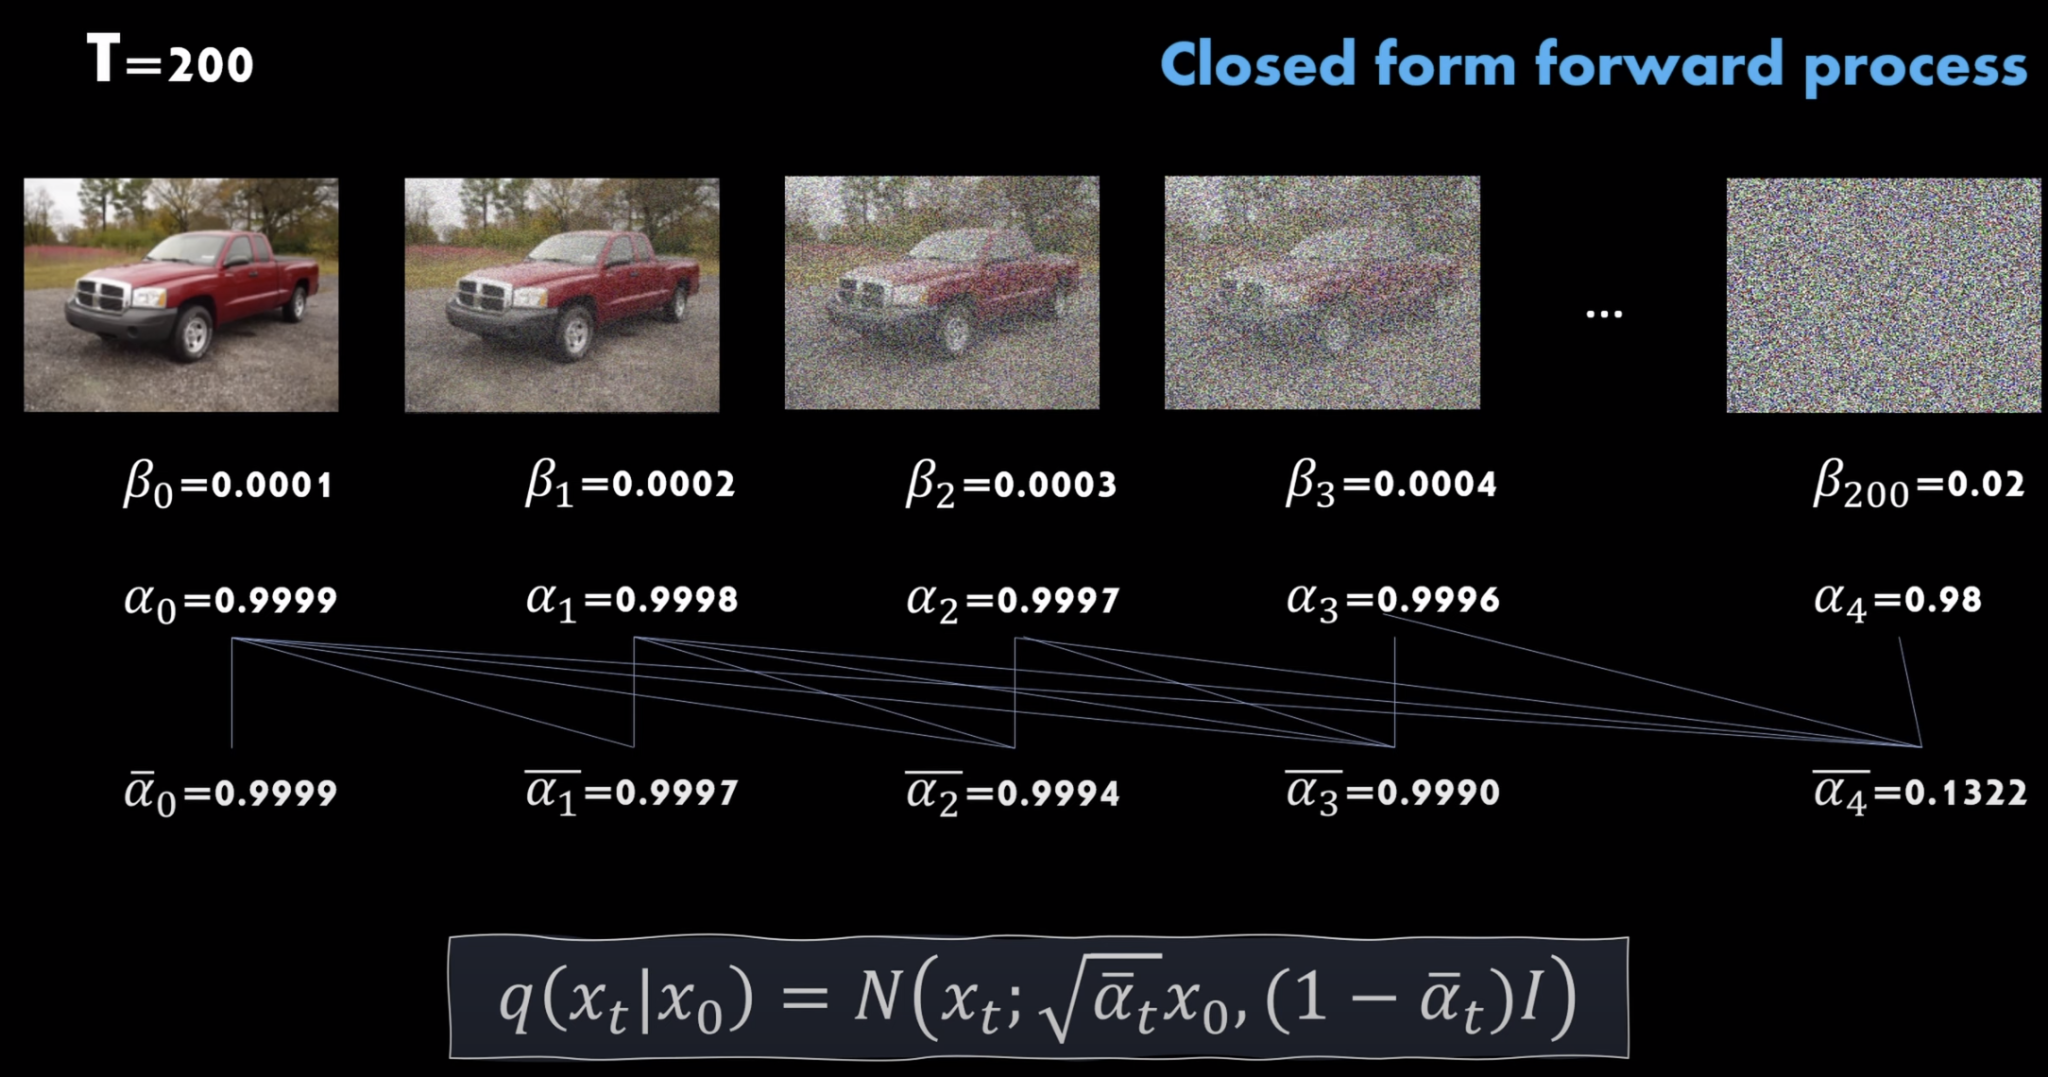 T=200
Closed form forward process
...
β₀=0.0001 β₁=0.0002 β₂=0.0003 β₃=0.0004 β₂₀₀=0.02
α₀=0.9999 α₁=0.9998 α₂=0.9997 α₃=0.9996 α₄=0.98
ᾱ₀=0.9999 ᾱ₁=0.9997 ᾱ₂=0.9994 ᾱ₃=0.9990 ᾱ₄=0.1322
q(xₜ|x₀) = N(xₜ; √ᾱₜx₀, (1 − ᾱₜ)I)